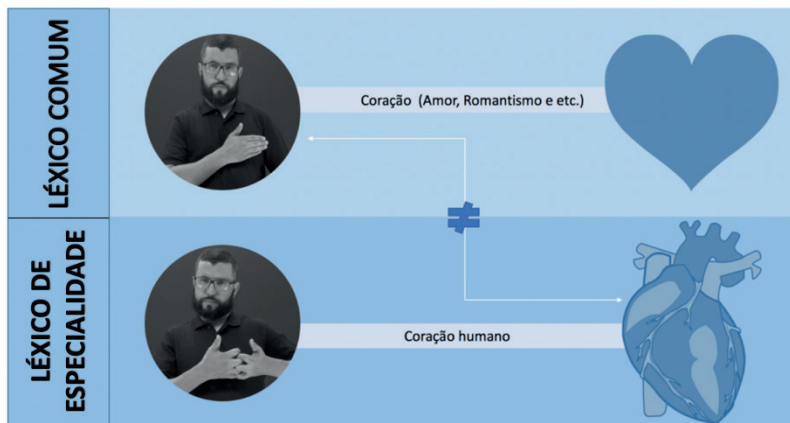 LÉXICO COMUM
Coração (Amor, Romantismo e etc.)
≠
LÉXICO DE
ESPECIALIDADE
Coração humano